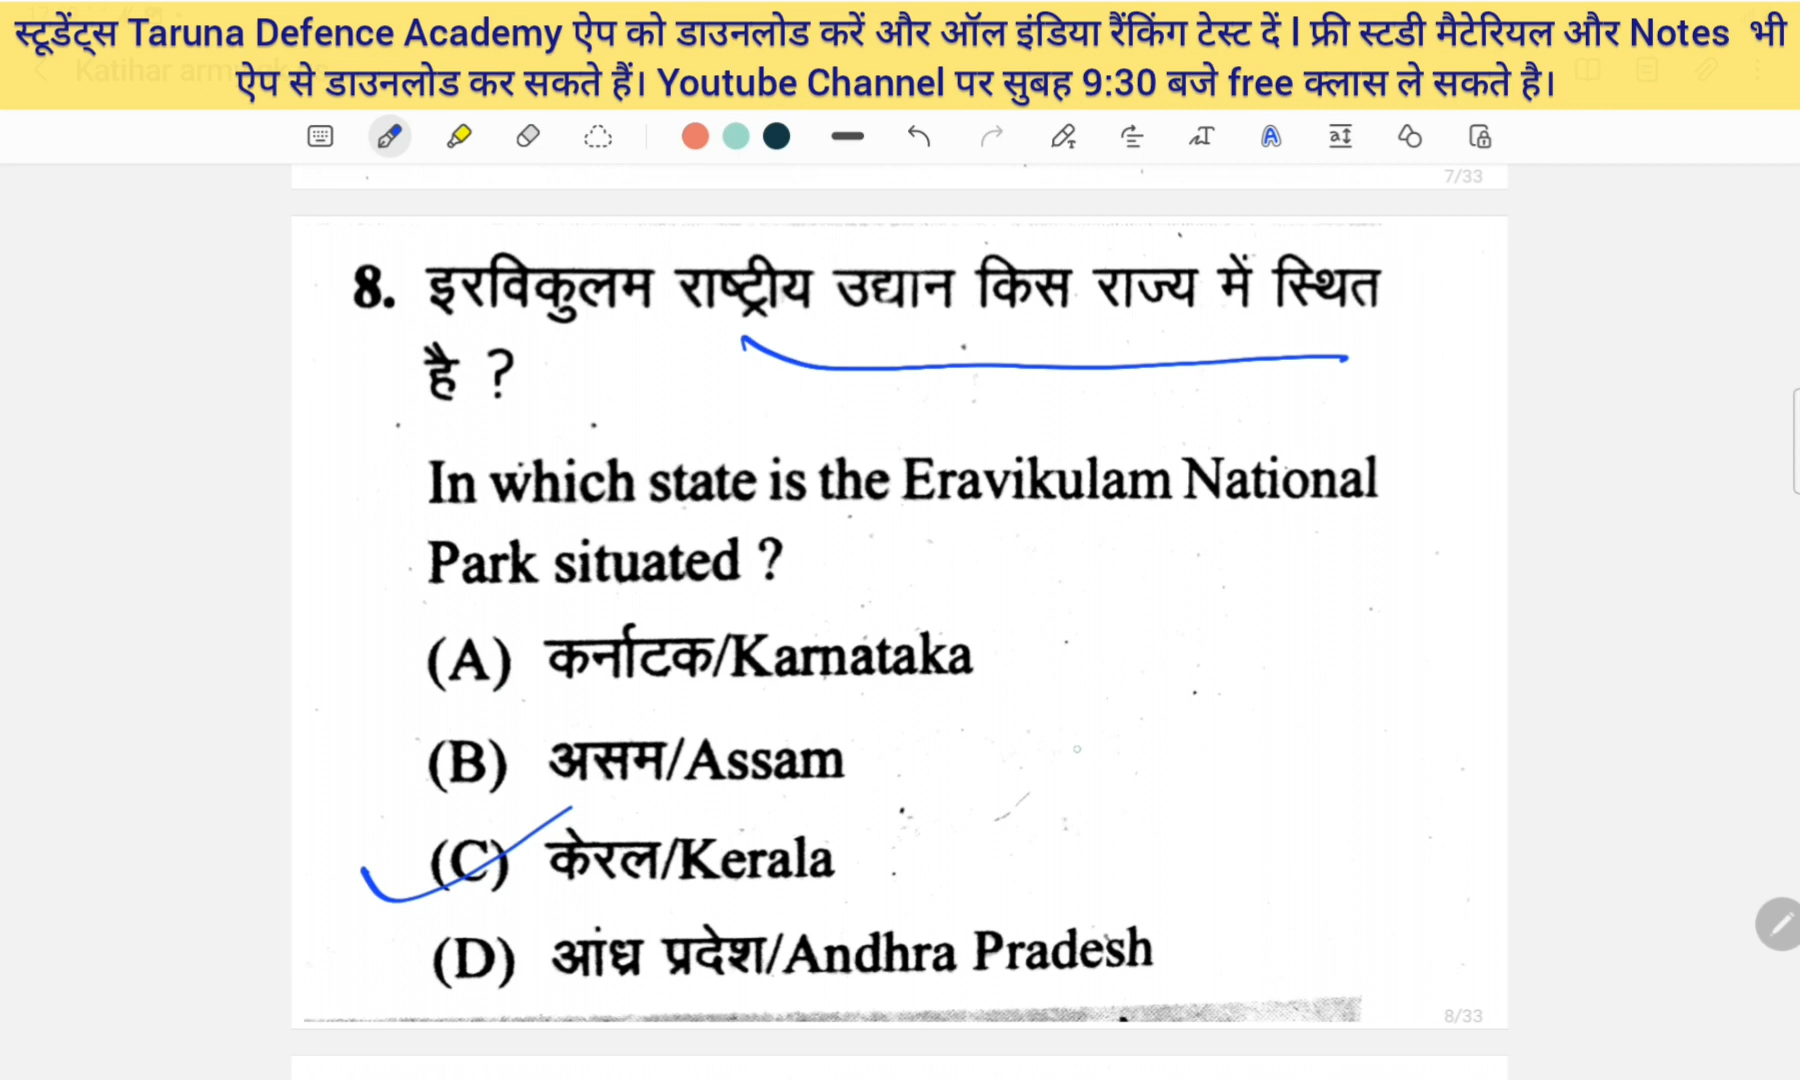 स्टूडेंट्स Taruna Defence Academy ऐप को डाउनलोड करें और ऑल इंडिया रैंकिंग टेस्ट दें l फ्री स्टडी मैटेरियल और Notes भी
ऐप से डाउनलोड कर सकते हैं। Youtube Channel पर सुबह 9:30 बजे free क्लास ले सकते है।
7/33
8. इरविकुलम राष्ट्रीय उद्यान किस राज्य में स्थित
है ?
In which state is the Eravikulam National
Park situated ?
(A) कर्नाटक/Karnataka
(B) असम/Assam
(C) केरल/Kerala
(D) आंध्र प्रदेश/Andhra Pradesh
8/33